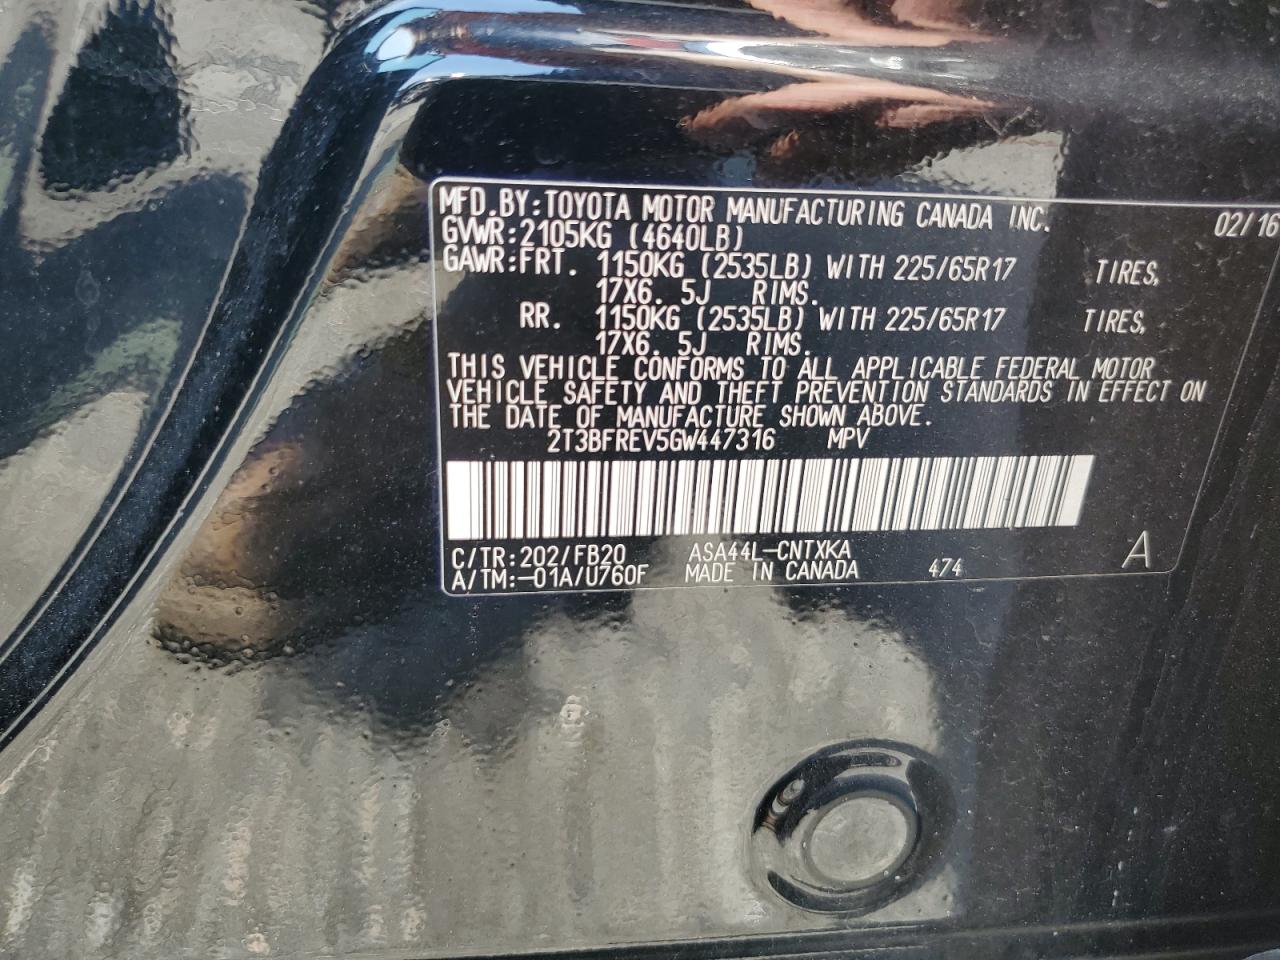 MFD.BY:TOYOTA MOTOR MANUFACTURING CANADA INC. 02/16
GVWR:2105KG (4640LB)
GAWR:FRT. 1150KG (2535LB) WITH 225/65R17 TIRES,
17X6.5J RIMS.
RR. 1150KG (2535LB) WITH 225/65R17 TIRES,
17X6.5J RIMS.
THIS VEHICLE CONFORMS TO ALL APPLICABLE FEDERAL MOTOR
VEHICLE SAFETY AND THEFT PREVENTION STANDARDS IN EFFECT ON
THE DATE OF MANUFACTURE SHOWN ABOVE.
2T3BFREV5GW447316 MPV
C/TR:202/FB20 ASA44L-CNTXKA A
A/TM:-01A/U760F MADE IN CANADA 474